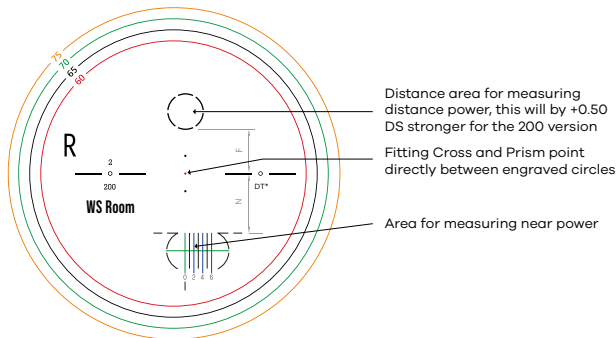 75
70
65
60
Distance area for measuring
distance power, this will by +0.50
DS stronger for the 200 version
F
R
Fitting Cross and Prism point
directly between engraved circles
2
200
DT*
WS Room
N
Area for measuring near power
0 2 4 6